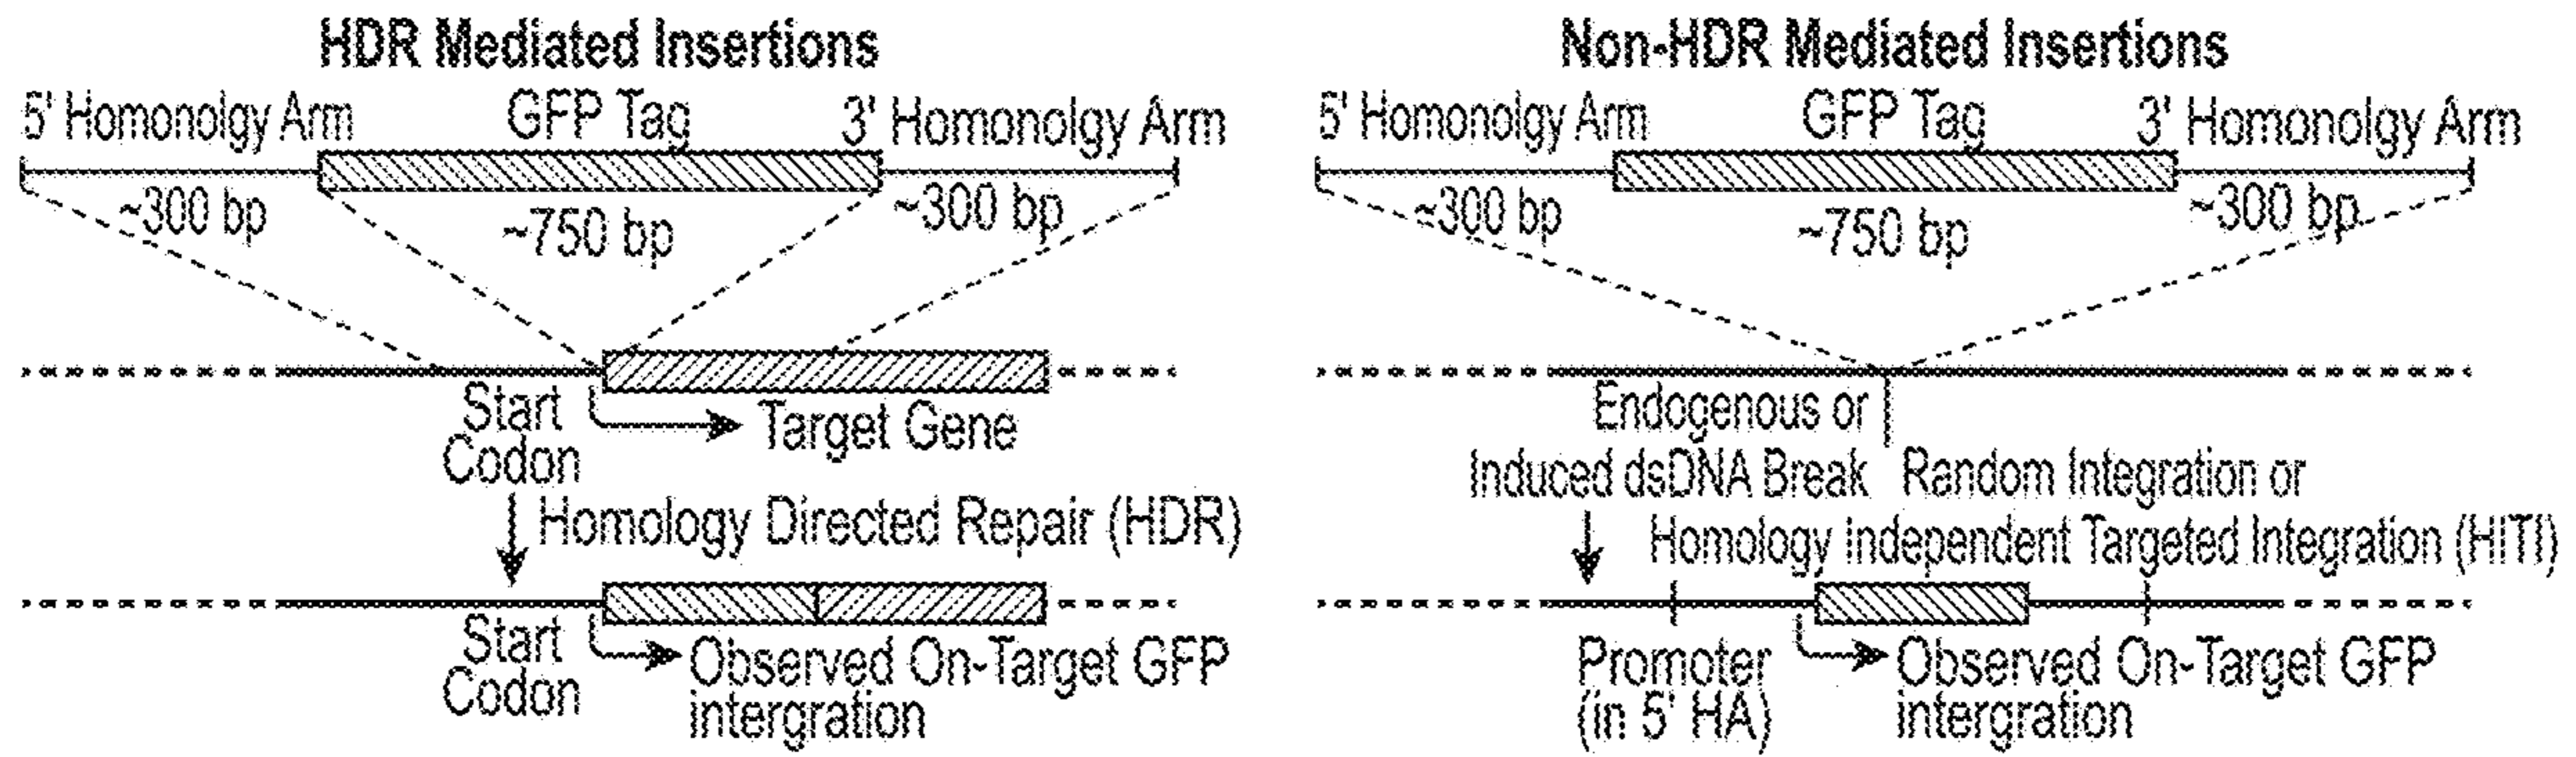 HDR Mediated Insertions
5' Homonolgy Arm
GFP Tag
3' Homonolgy Arm
~300 bp
~750 bp
~300 bp
Start
Codon
Target Gene
Homology Directed Repair (HDR)
Start
Codon
Observed On-Target GFP
intergration
Non-HDR Mediated Insertions
5' Homonolgy Arm
GFP Tag
3' Homonolgy Arm
~300 bp
~750 bp
~300 bp
Endogenous or
Induced dsDNA Break
Random Integration or
Homology Independent Targeted Integration (HITI)
Promoter
(in 5' HA)
Observed On-Target GFP
intergration